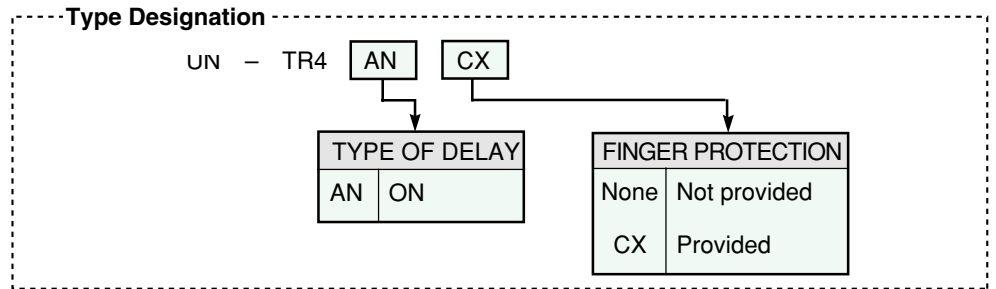 Type Designation
UN – TR4 AN CX
TYPE OF DELAY
AN ON
FINGER PROTECTION
None Not provided
CX Provided